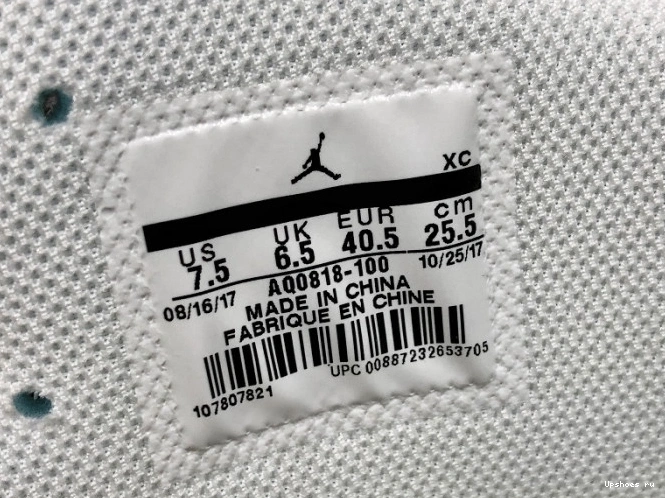 XC
US UK EUR cm
7.5 6.5 40.5 25.5
08/16/17 AQ0818-100 10/25/17
MADE IN CHINA
FABRIQUE EN CHINE
UPC 00887232653705
107807821
Upshoes ru